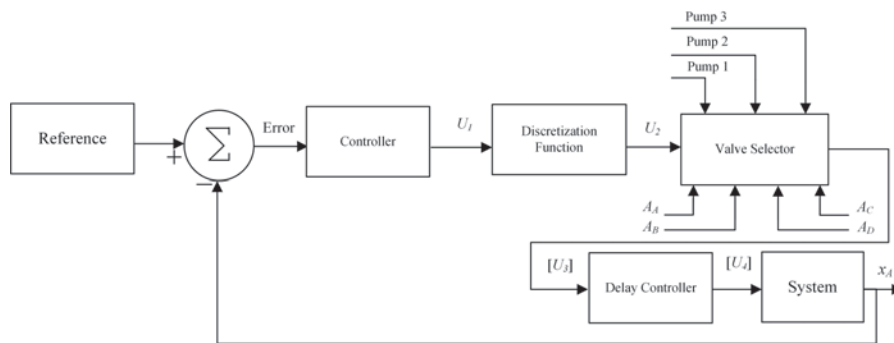 Pump 3
Pump 2
Pump 1
Reference
+
Σ
−
Error
Controller
U1
Discretization
Function
U2
Valve Selector
AA
AB
AC
AD
[U3]
Delay Controller
[U4]
System
xA